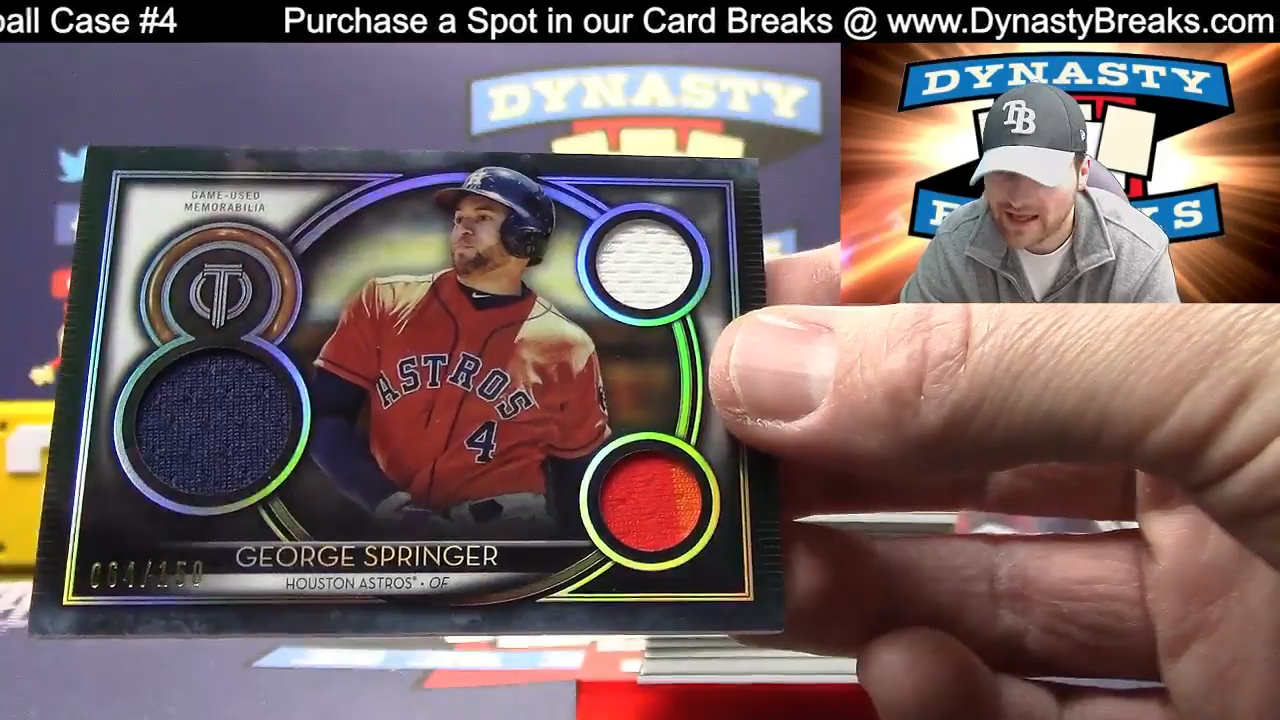 ball Case #4 Purchase a Spot in our Card Breaks @ www.DynastyBreaks.com
DYNASTY
DYNASTY
TB
GAME-USED
MEMORABILIA
ASTROS
4
GEORGE SPRINGER
HOUSTON ASTROS® • OF
064/150